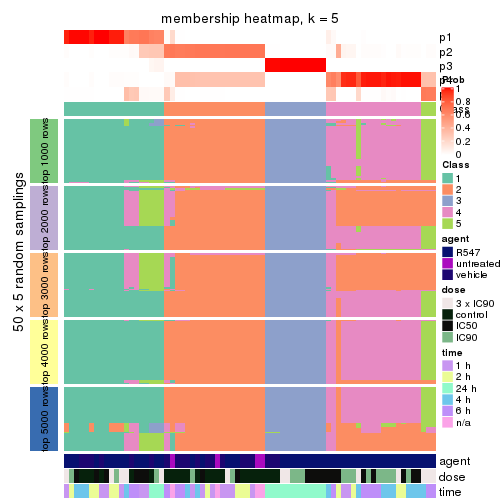 membership heatmap, k = 5
p1
p2
p3
Prob
1
0.8
0.6
0.4
0.2
0
Class
1
2
3
4
5
agent
R547
untreated
vehicle
dose
3 x IC90
control
IC50
IC90
time
1 h
2 h
24 h
4 h
6 h
n/a
50 x 5 random samplings
top 1000 rows
top 2000 rows
top 3000 rows
top 4000 rows
top 5000 rows
agent
dose
time